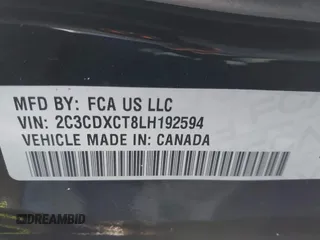 MFD BY: FCA US LLC
VIN: 2C3CDXCT8LH192594
VEHICLE MADE IN: CANADA
DREAMBID